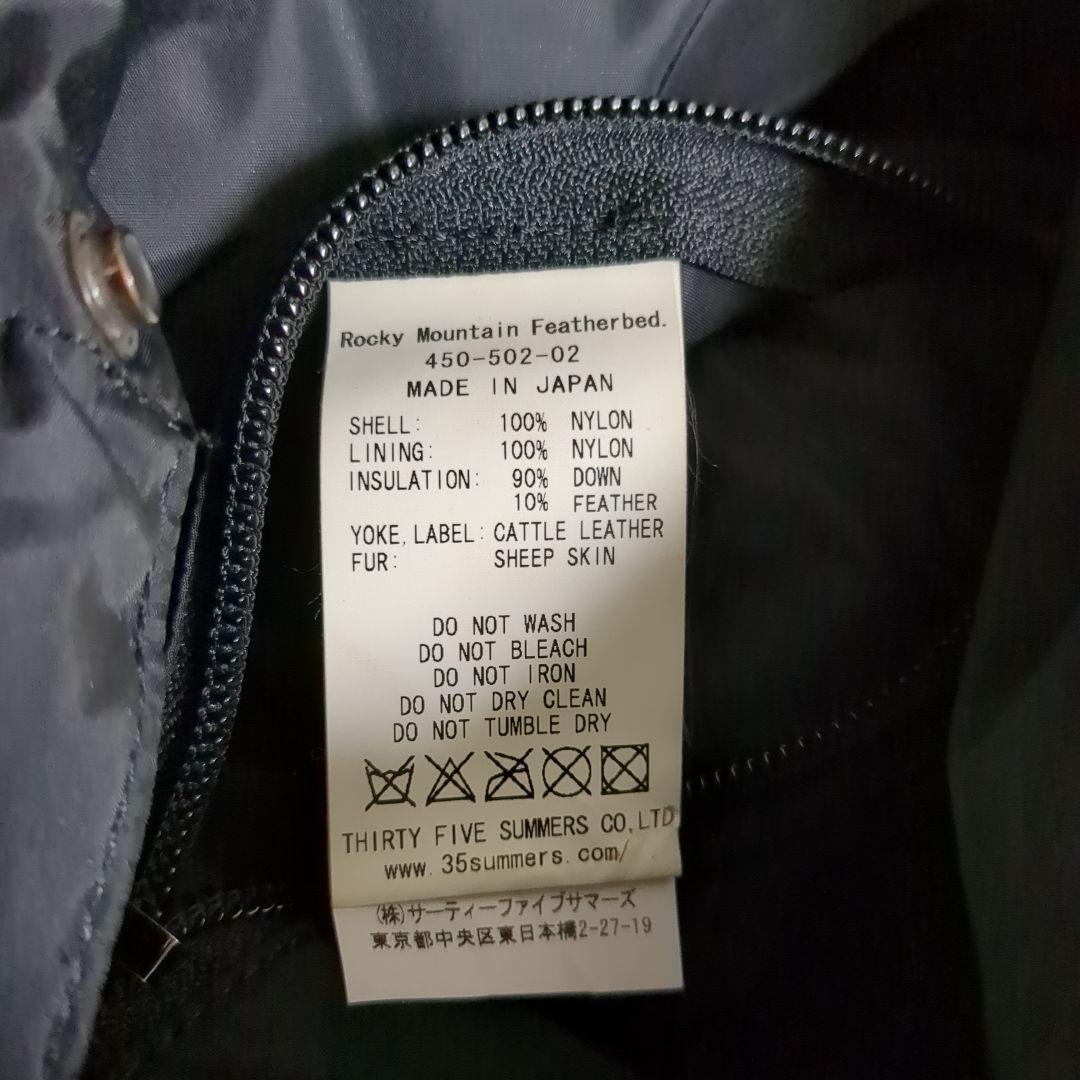 Rocky Mountain Featherbed.
450-502-02
MADE IN JAPAN
SHELL: 100% NYLON
LINING: 100% NYLON
INSULATION: 90% DOWN
10% FEATHER
YOKE, LABEL: CATTLE LEATHER
FUR: SHEEP SKIN
DO NOT WASH
DO NOT BLEACH
DO NOT IRON
DO NOT DRY CLEAN
DO NOT TUMBLE DRY
THIRTY FIVE SUMMERS CO.LTD
www.35summers.com/
(株)サーティーファイブサマーズ
東京都中央区東日本橋2-27-19